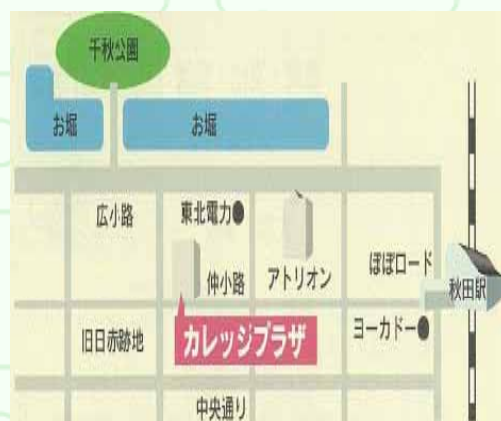 千秋公園
お堀
お堀
広小路
東北電力
アトリオン
ぽぽロード
秋田駅
仲小路
旧日赤跡地
カレッジプラザ
ヨーカドー
中央通り